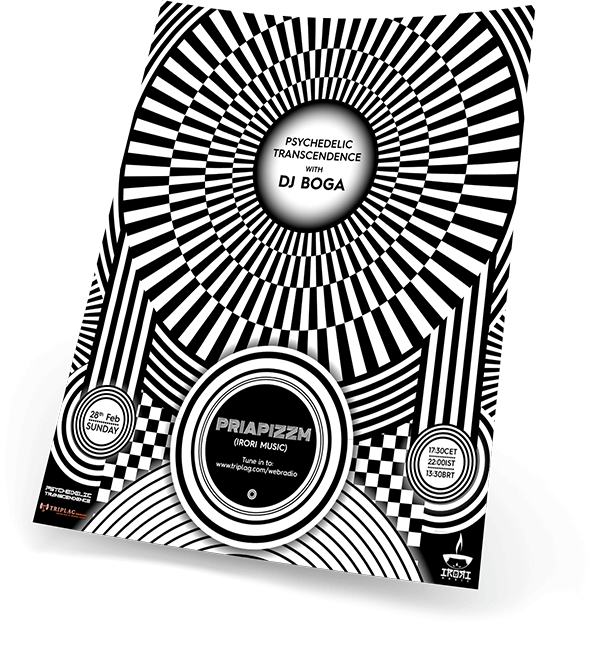 PSYCHEDELIC
TRANSCENDENCE
WITH
DJ BOGA
28th Feb
SUNDAY
PRIAPIZZM
(IRORI MUSIC)
Tune in to:
www.triplag.com/webradio
17:30CET
22:00IST
13:30BRT
PSYCHEDELIC
TRANSCENDENCE
TRIPLAG
IRORI
MUSIC